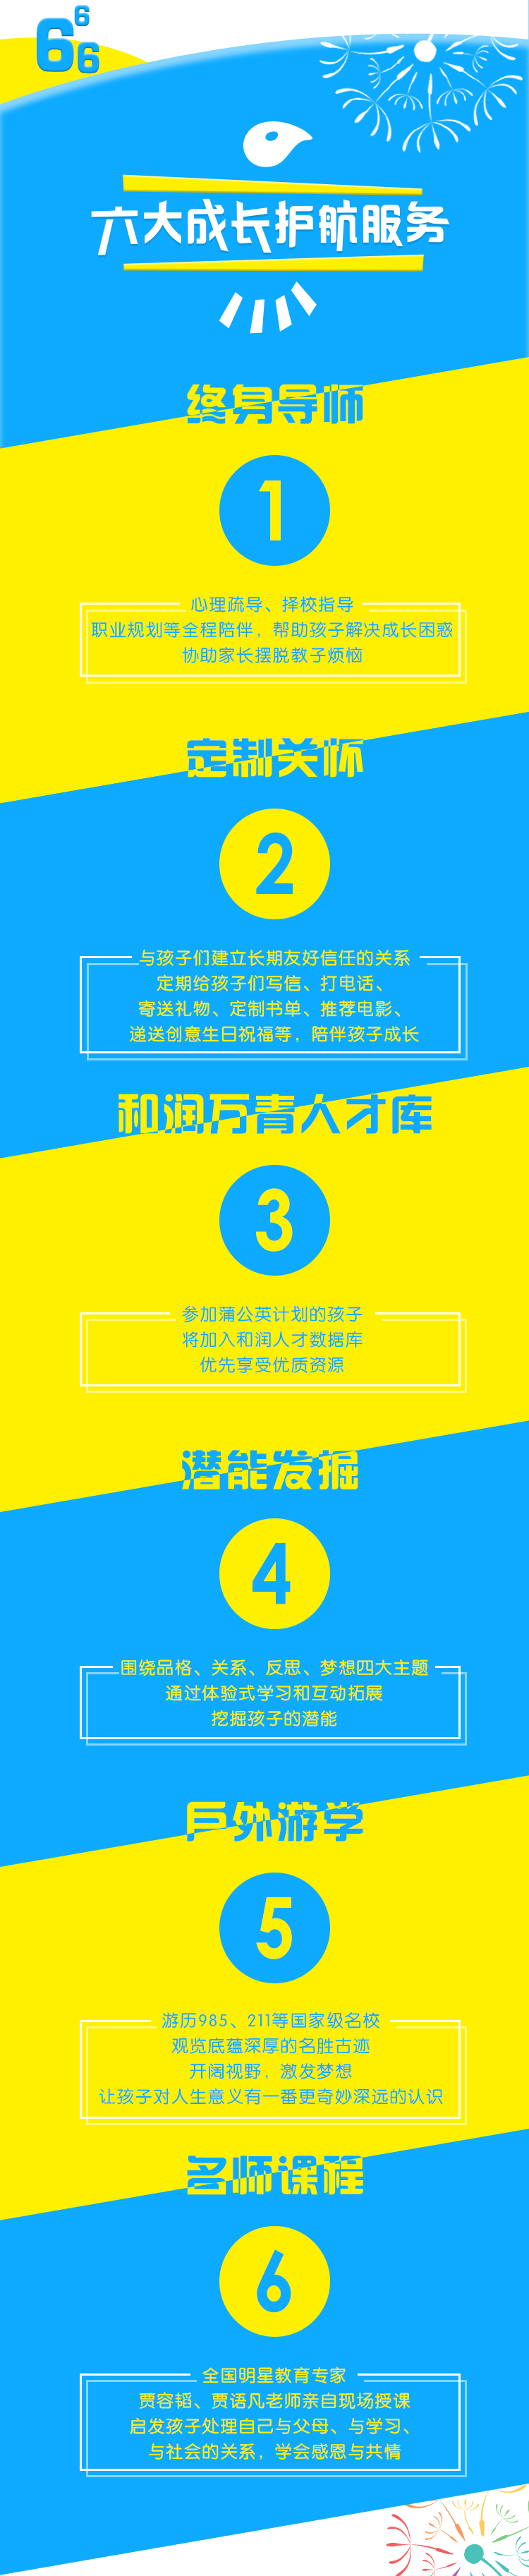 6
6
6
六大成长护航服务
终身导师
1
心理疏导、择校指导
职业规划等全程陪伴，帮助孩子解决成长困惑
协助家长摆脱教子烦恼
定制关怀
2
与孩子们建立长期友好信任的关系
定期给孩子们写信、打电话、
寄送礼物、定制书单、推荐电影、
递送创意生日祝福等，陪伴孩子成长
和润万青人才库
3
参加蒲公英计划的孩子
将加入和润人才数据库
优先享受优质资源
潜能发掘
4
围绕品格、关系、反思、梦想四大主题
通过体验式学习和互动拓展
挖掘孩子的潜能
户外游学
5
游历985、211等国家级名校
观览底蕴深厚的名胜古迹
开阔视野，激发梦想
让孩子对人生意义有一番更奇妙深远的认识
名师课程
6
全国明星教育专家
贾容韬、贾语凡老师亲自现场授课
启发孩子处理自己与父母、与学习、
与社会的关系，学会感恩与共情